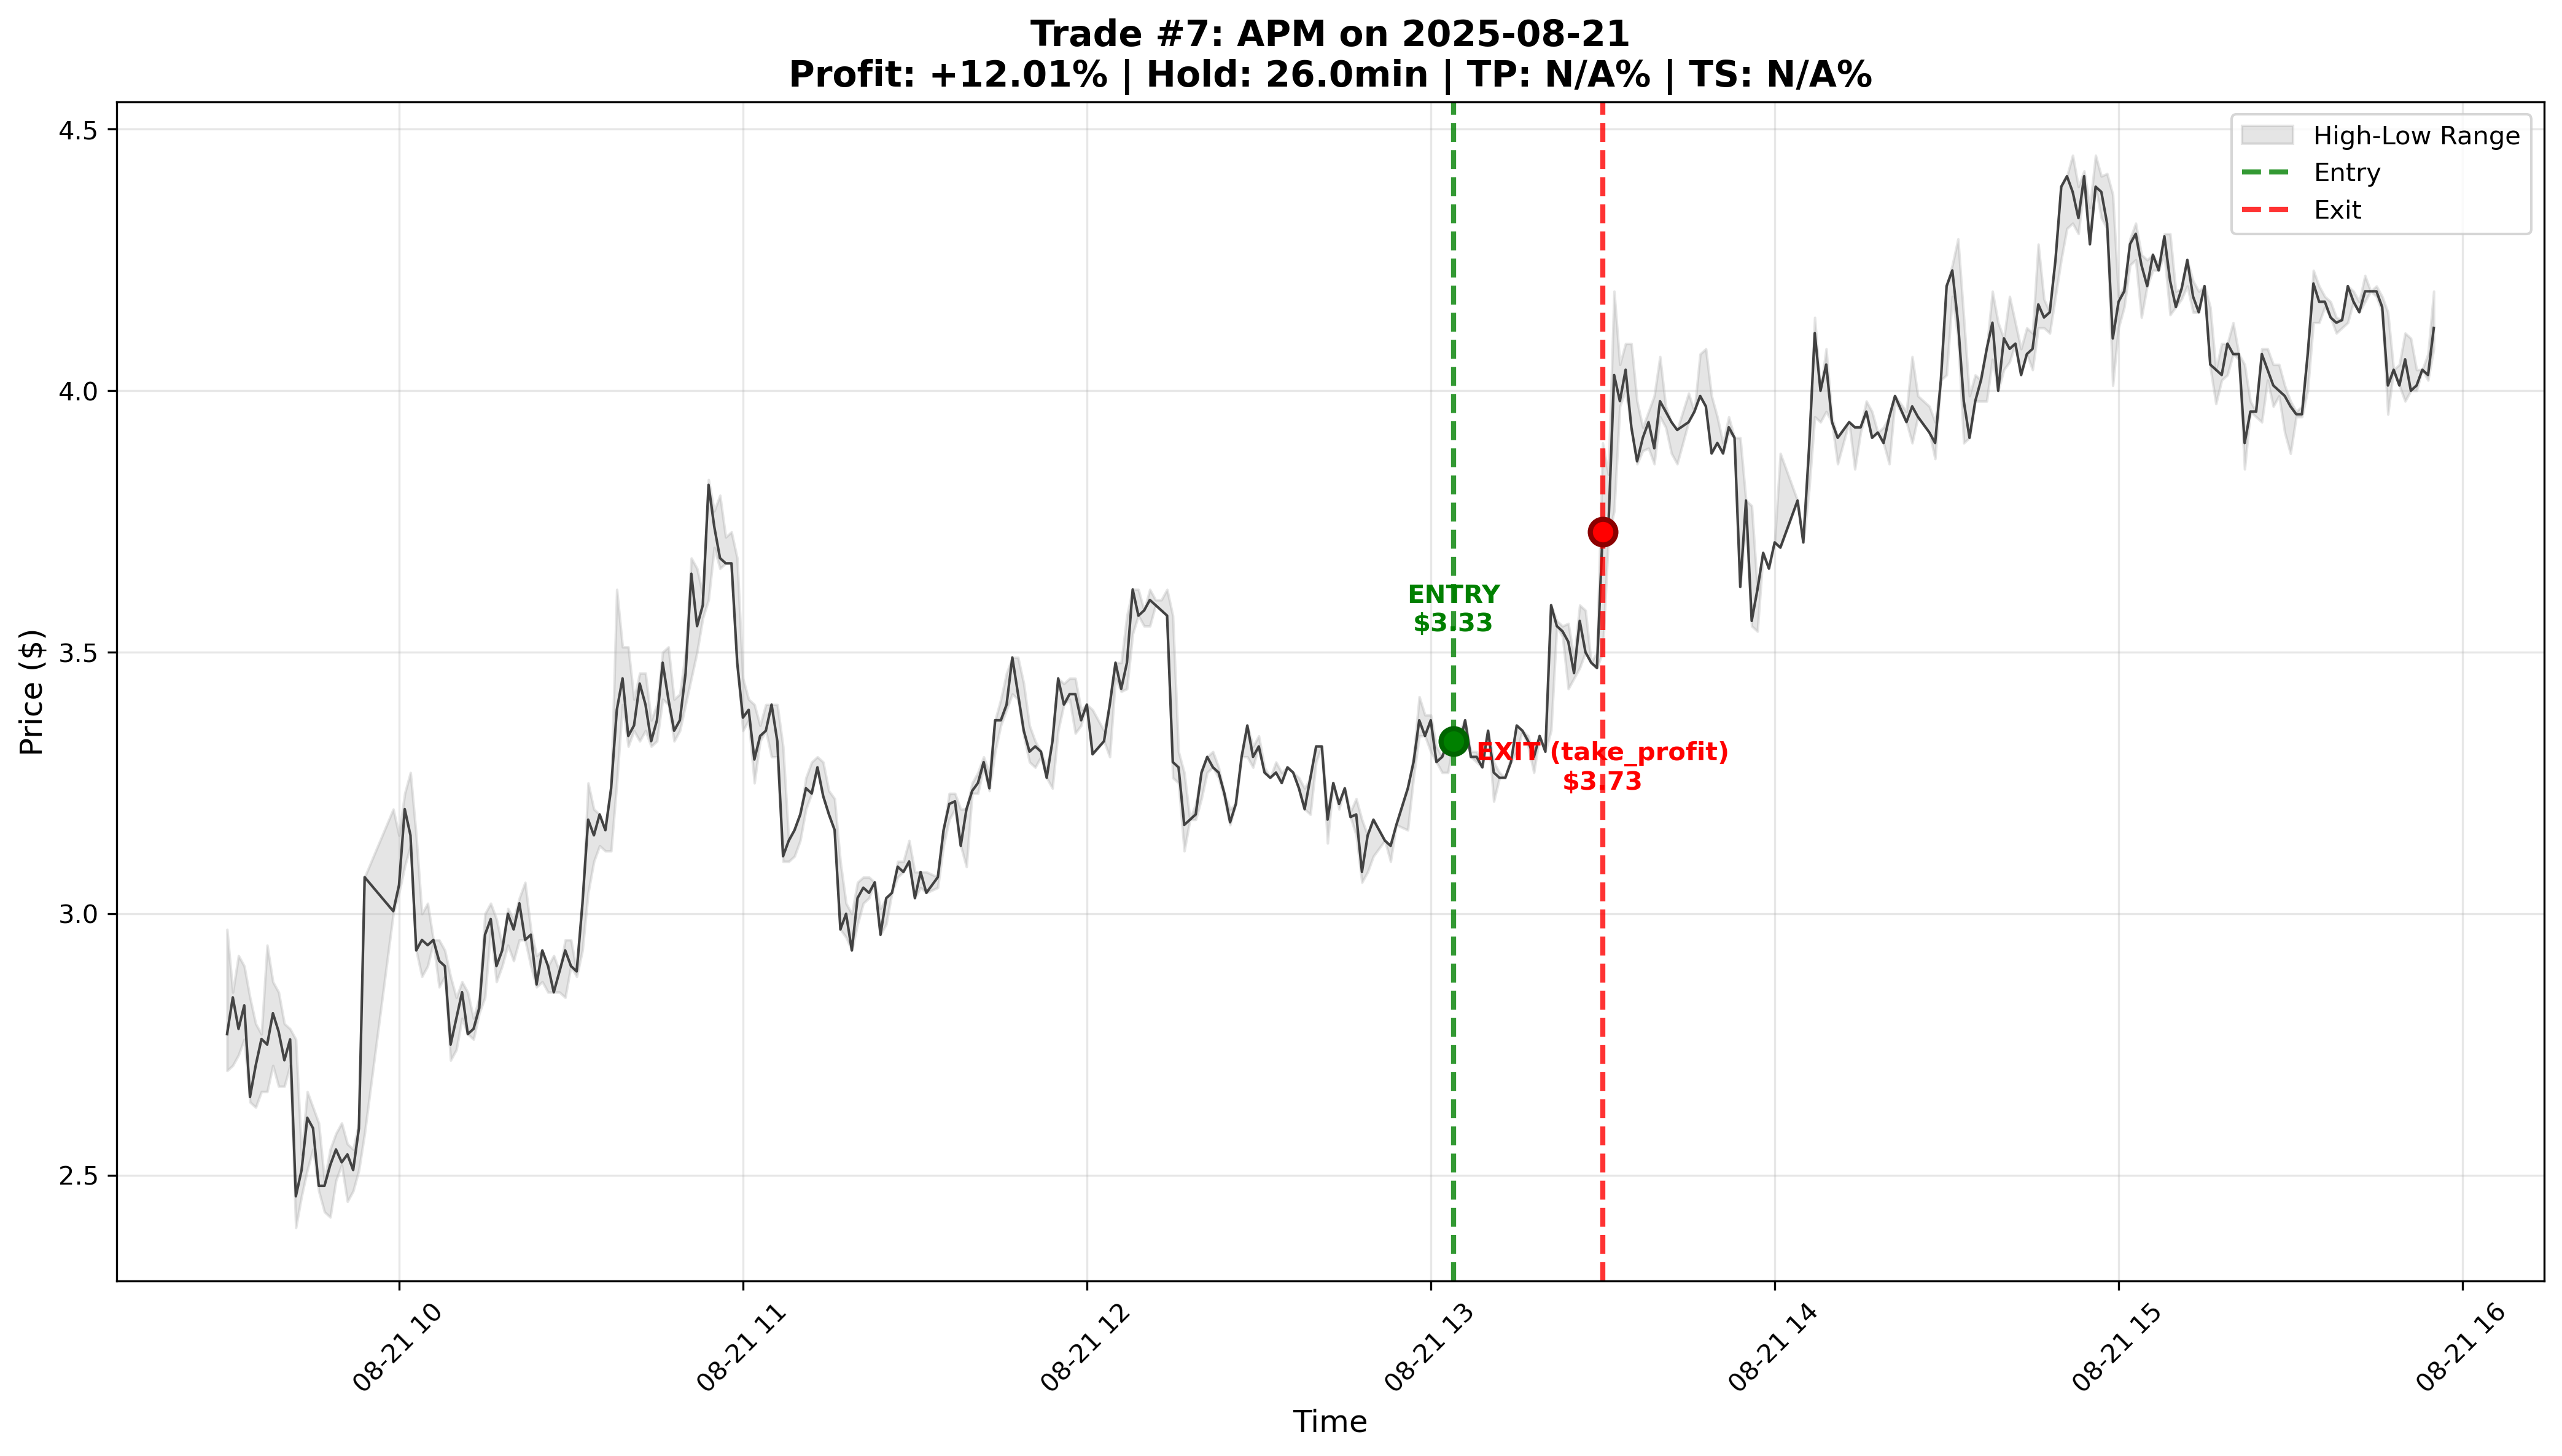 Trade #7: APM on 2025-08-21
Profit: +12.01% | Hold: 26.0min | TP: N/A% | TS: N/A%
High-Low Range
Entry
Exit
Price ($)
4.5
4.0
3.5
3.0
2.5
ENTRY
$3.33
EXIT (take_profit)
$3.73
08-21 10
08-21 11
08-21 12
08-21 13
08-21 14
08-21 15
08-21 16
Time